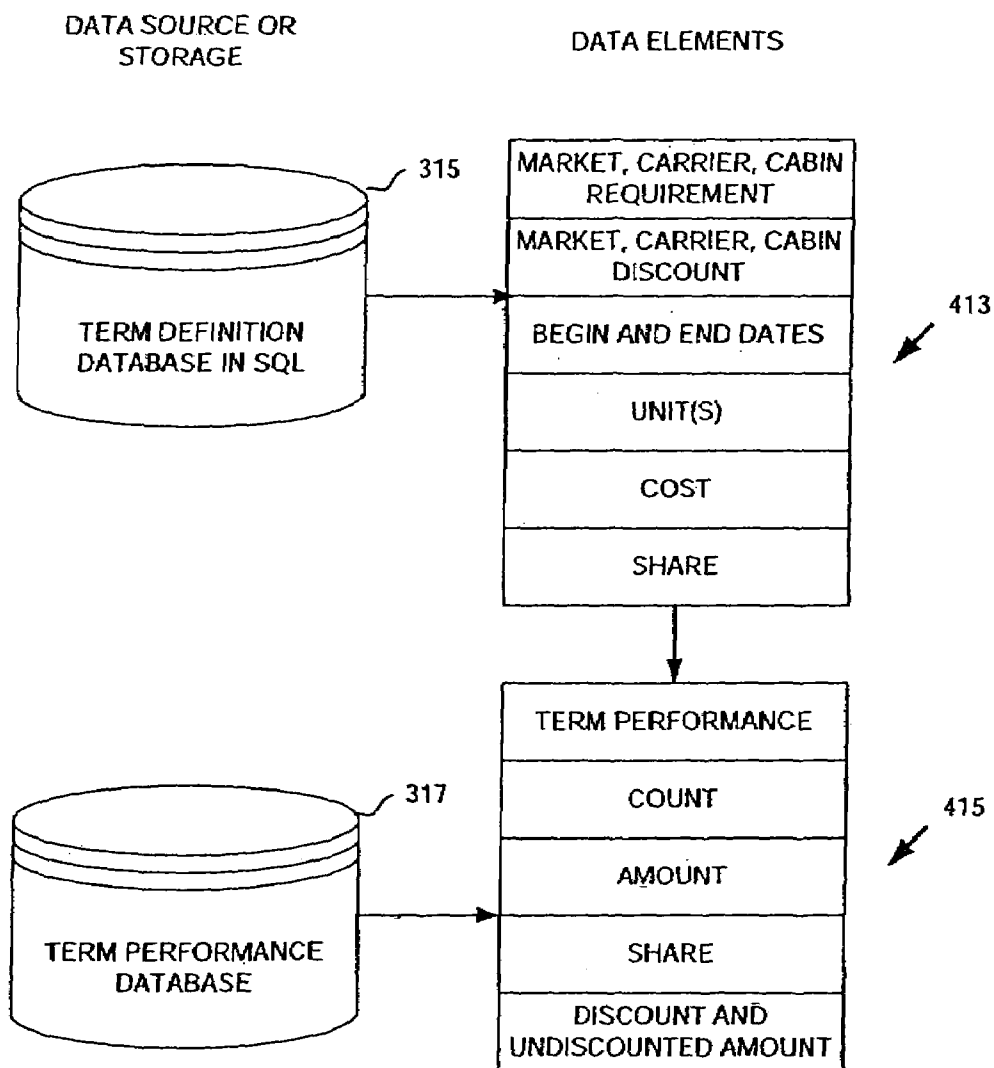 DATA SOURCE OR
STORAGE
DATA ELEMENTS
315
TERM DEFINITION
DATABASE IN SQL
MARKET, CARRIER, CABIN
REQUIREMENT
MARKET, CARRIER, CABIN
DISCOUNT
BEGIN AND END DATES
UNIT(S)
COST
SHARE
413
317
TERM PERFORMANCE
DATABASE
TERM PERFORMANCE
COUNT
AMOUNT
SHARE
DISCOUNT AND
UNDISCOUNTED AMOUNT
415